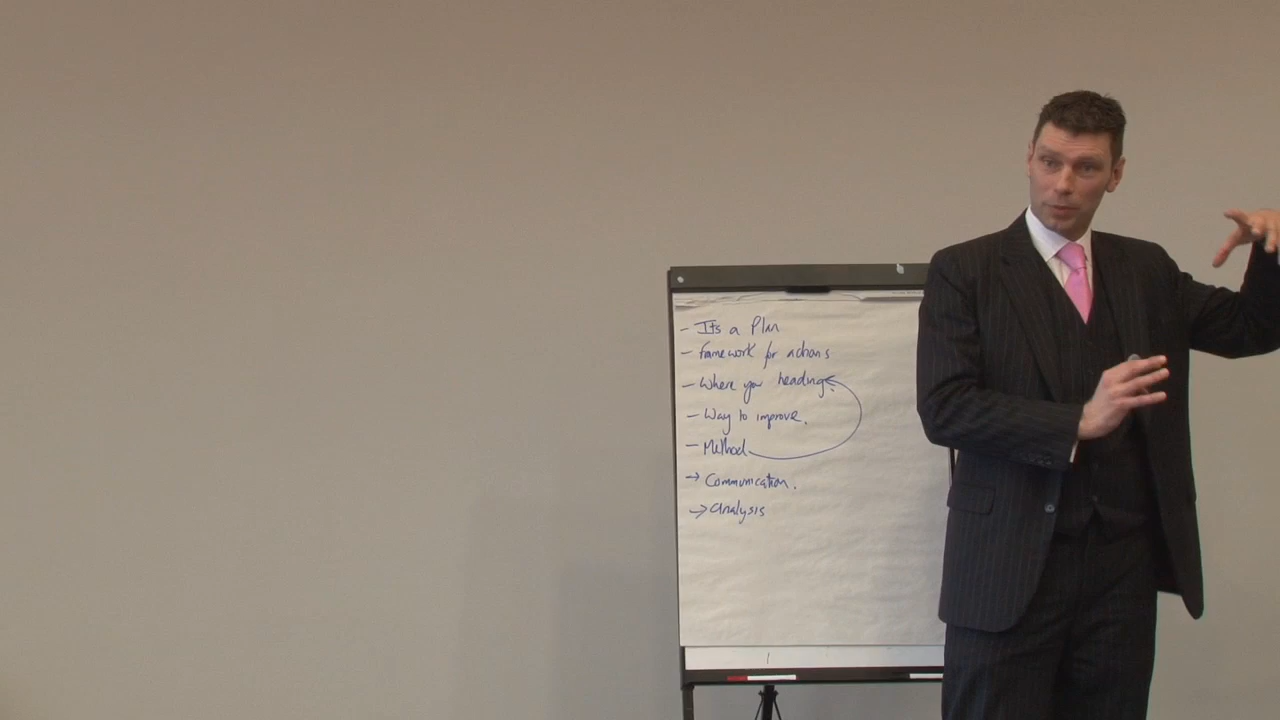 - Its a Plan
- framework for actions
- Where you heading.
- Way to improve.
- Method
→ Communication.
→ analysis